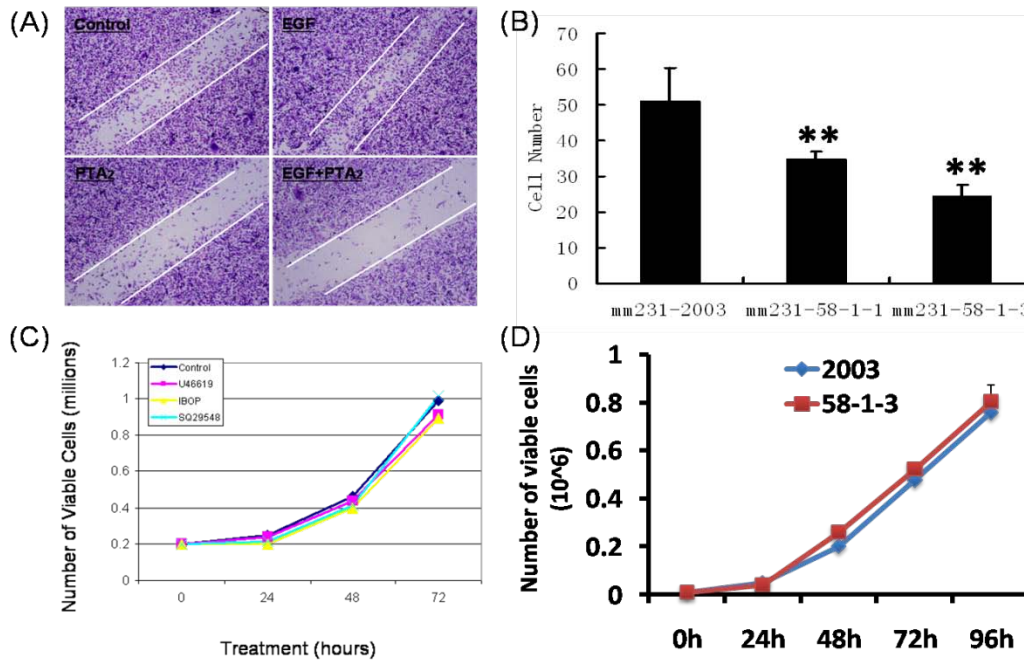 (A)
Control
EGF
PTA2
EGF+PTA2
(B)
Cell Number
70
60
50
40
30
20
10
0
**
**
mm231-2003 mm231-58-1-1 mm231-58-1-3
(C)
Number of Viable Cells (millions)
1.2
1
0.8
0.6
0.4
0.2
0
Control
U46619
IBOP
SQ29548
0 24 48 72
Treatment (hours)
(D)
Number of viable cells
(10^6)
1
0.8
0.6
0.4
0.2
0
2003
58-1-3
0h 24h 48h 72h 96h